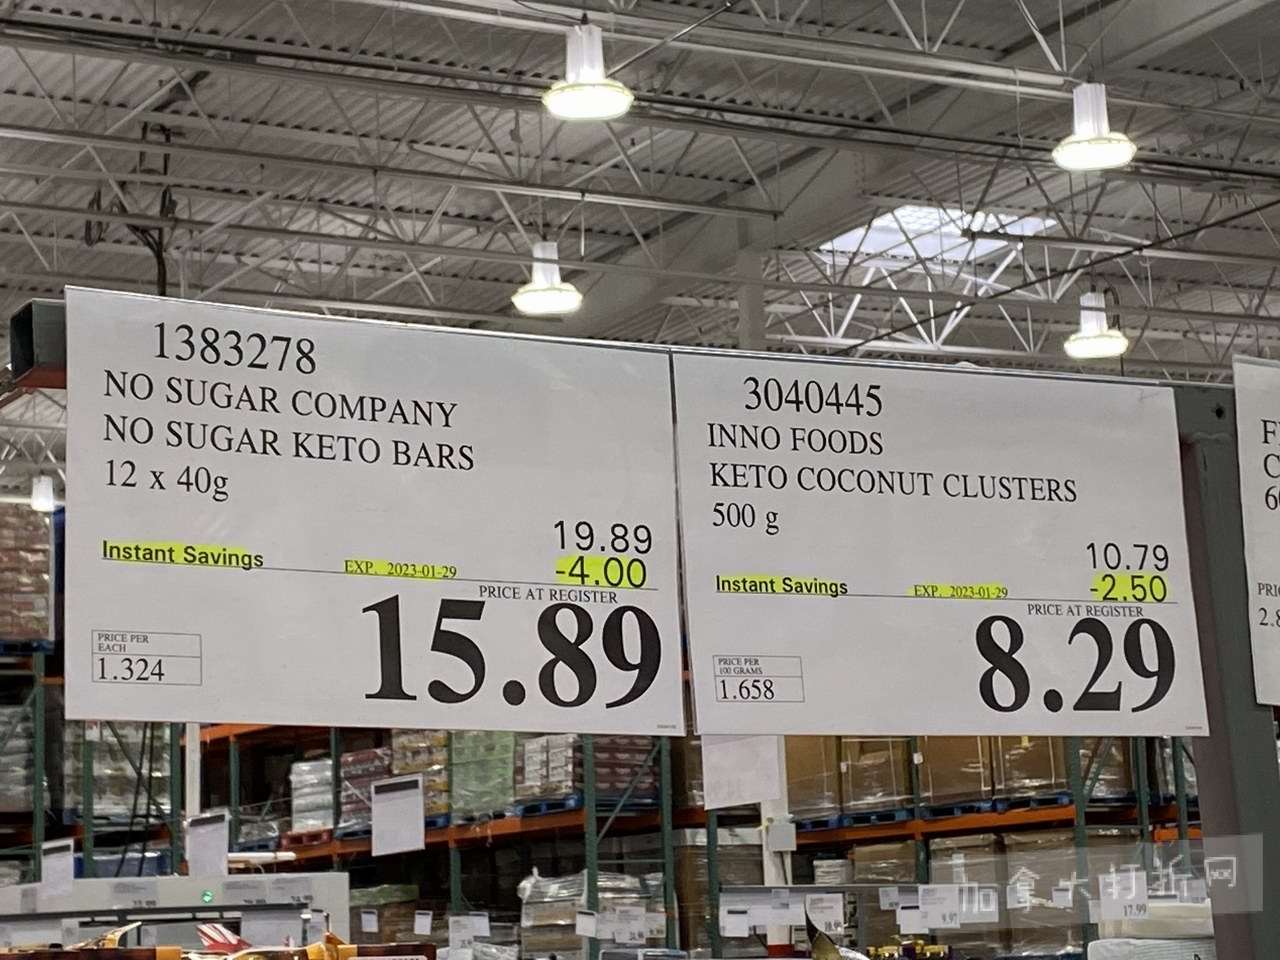 1383278
NO SUGAR COMPANY
NO SUGAR KETO BARS
12 x 40g
19.89
Instant Savings EXP. 2023-01-29 -4.00
PRICE AT REGISTER
15.89
PRICE PER
EACH
1.324
3040445
INNO FOODS
KETO COCONUT CLUSTERS
500 g
10.79
Instant Savings EXP. 2023-01-29 -2.50
PRICE AT REGISTER
8.29
PRICE PER
100 GRAMS
1.658
加拿大打折网
17.99